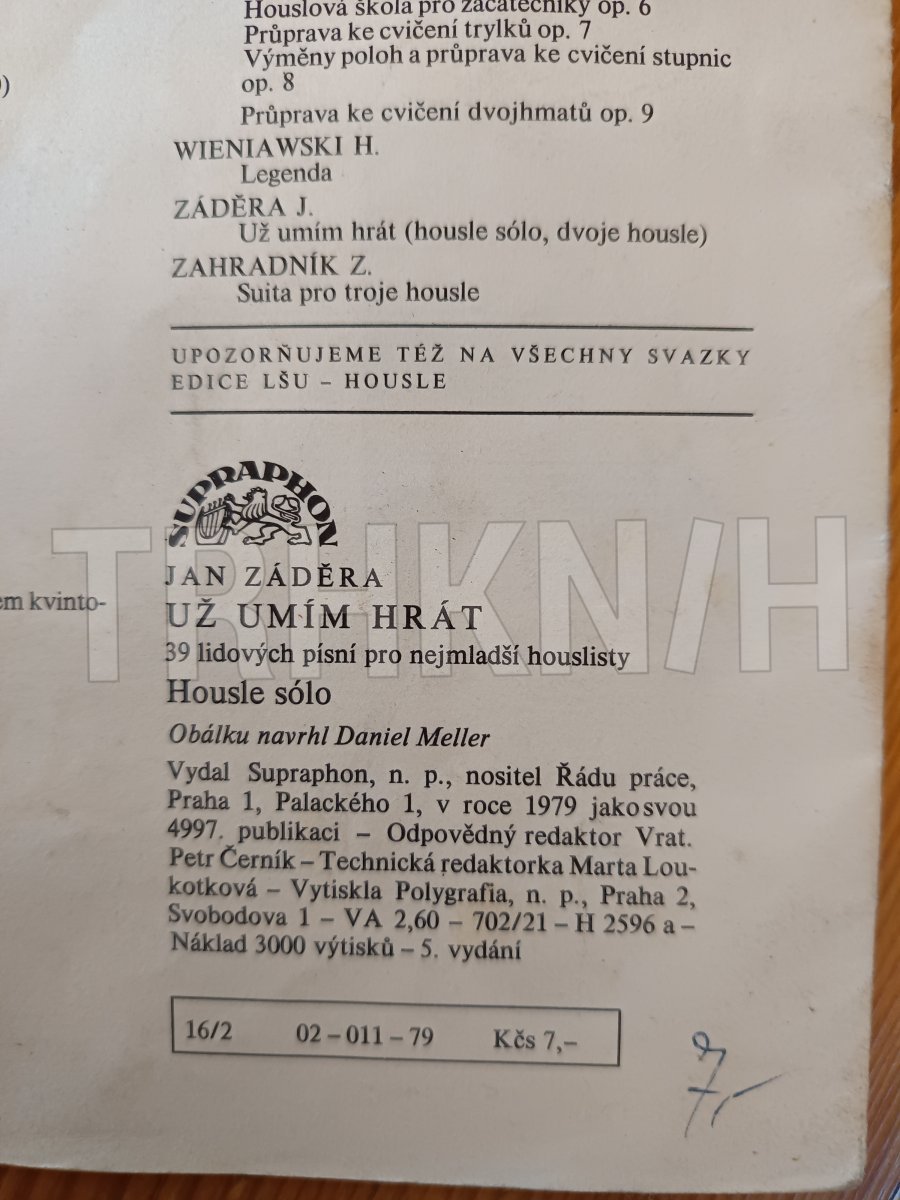 Houslová škola pro začátečníky op. 6
Průprava ke cvičení trylků op. 7
Výměny poloh a průprava ke cvičení stupnic
op. 8
Průprava ke cvičení dvojhmatů op. 9
WIENIAWSKI H.
Legenda
ZÁDĚRA J.
Už umím hrát (housle sólo, dvoje housle)
ZAHRADNÍK Z.
Suita pro troje housle
UPOZORŇUJEME TÉŽ NA VŠECHNY SVAZKY
EDICE LŠU – HOUSLE
em kvinto-
SUPRAPHON
TRHKNIH
JAN ZÁDĚRA
UŽ UMÍM HRÁT
39 lidových písní pro nejmladší houslisty
Housle sólo
Obálku navrhl Daniel Meller
Vydal Supraphon, n. p., nositel Řádu práce,
Praha 1, Palackého 1, v roce 1979 jako svou
4997. publikaci – Odpovědný redaktor Vrat.
Petr Černík – Technická redaktorka Marta Lou-
kotková – Vytiskla Polygrafia, n. p., Praha 2,
Svobodova 1 – VA 2,60 – 702/21 – H 2596 a –
Náklad 3000 výtisků – 5. vydání
16/2 02 – 011 – 79 Kčs 7,–
7,-